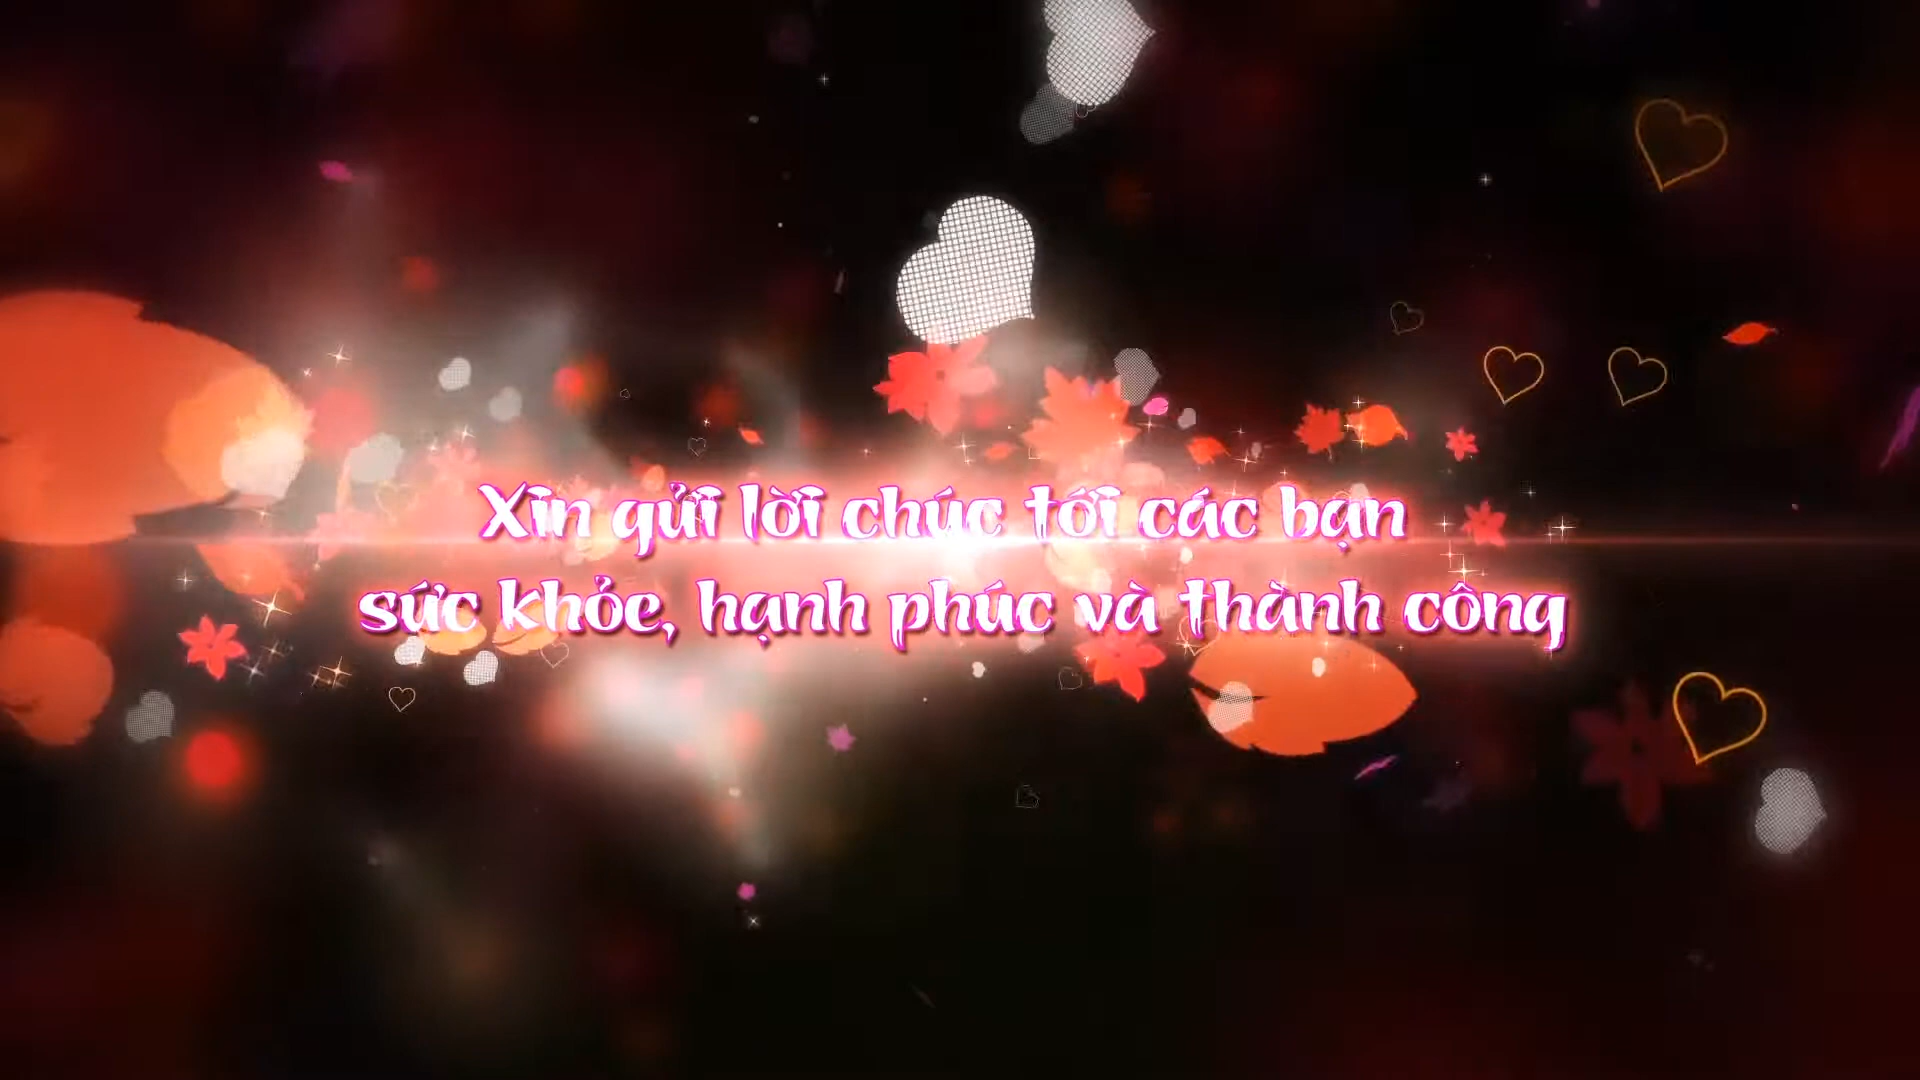 Xin gửi lời chúc tới các bạn
sức khỏe, hạnh phúc và thành công